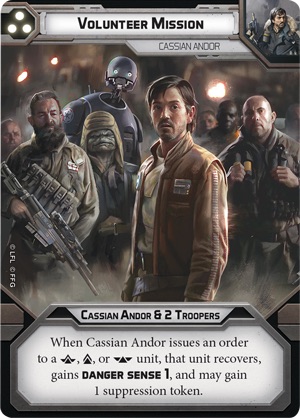 Volunteer Mission
Cassian Andor
© LFL © FFG
Cassian Andor & 2 Troopers
When Cassian Andor issues an order
to a , , or unit, that unit recovers,
gains DANGER SENSE 1, and may gain
1 suppression token.